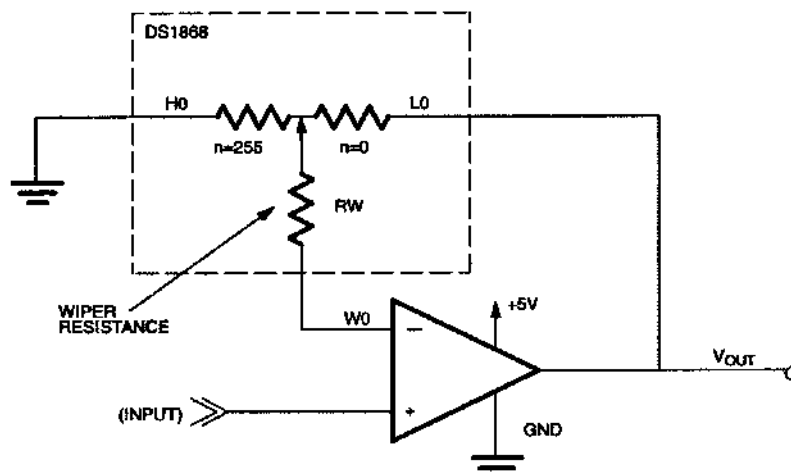 DS1868
H0
L0
n=255
n=0
RW
WIPER
RESISTANCE
W0
+5V
−
VOUT
(INPUT)
+
GND